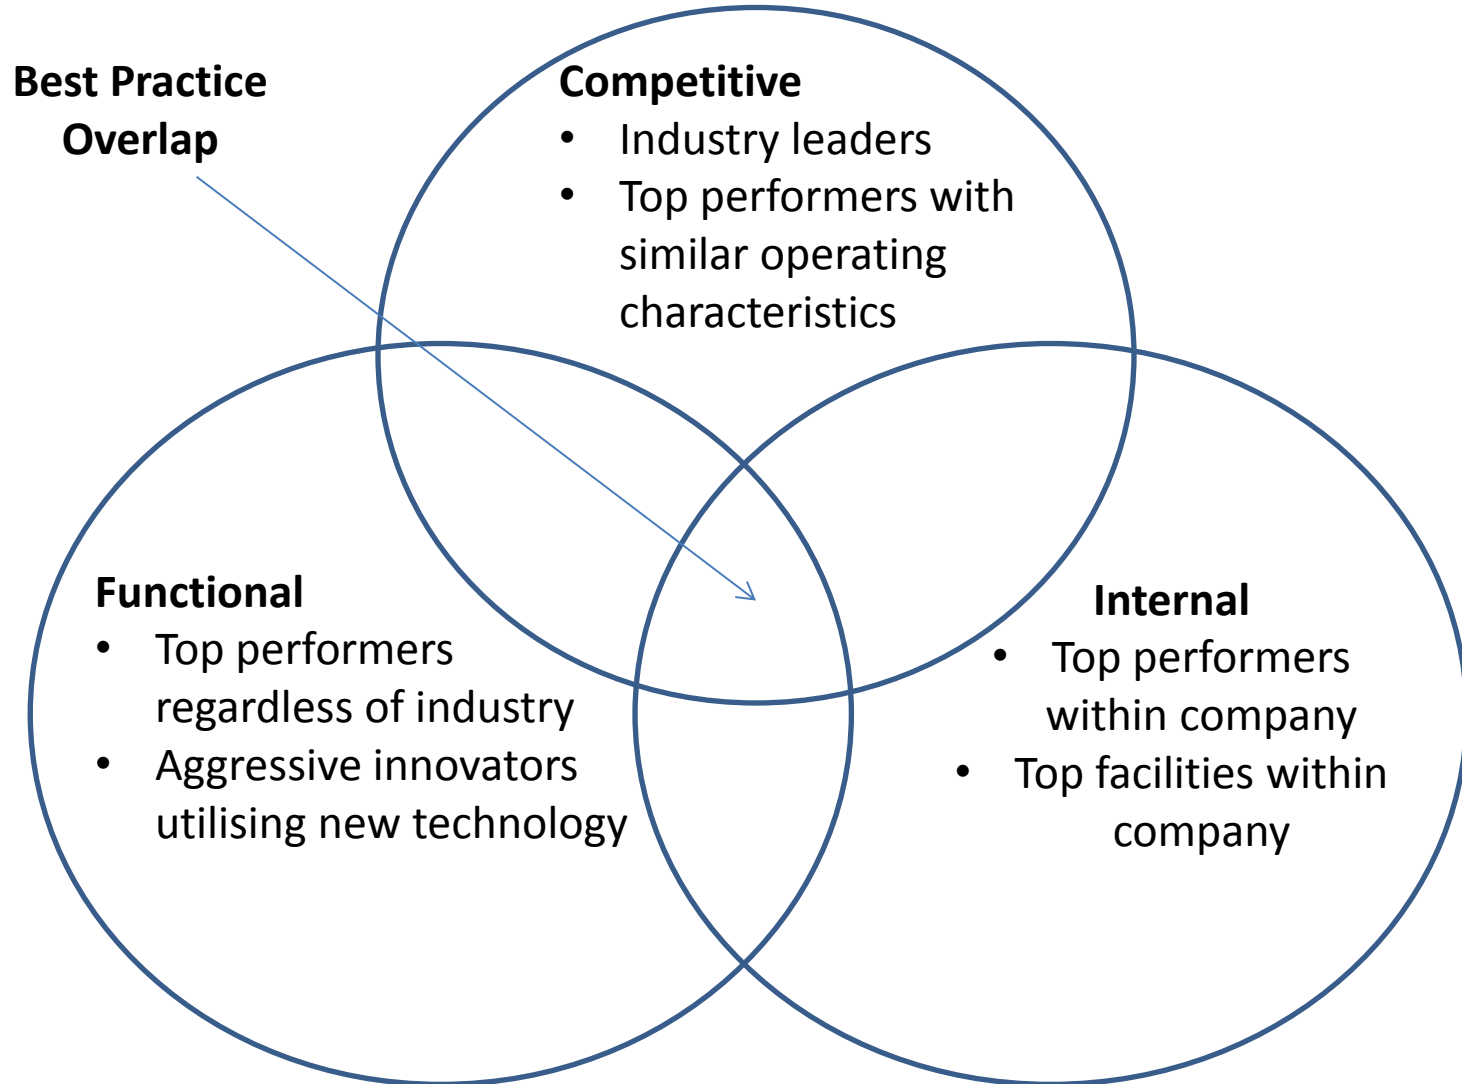 Best Practice
Overlap
Competitive
• Industry leaders
• Top performers with
similar operating
characteristics
Functional
• Top performers
regardless of industry
• Aggressive innovators
utilising new technology
Internal
• Top performers
within company
• Top facilities within
company